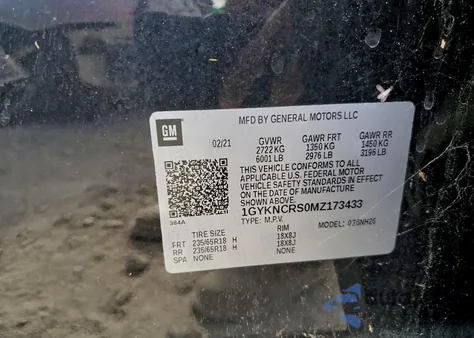 MFD BY GENERAL MOTORS LLC
GM
02/21 GVWR GAWR FRT GAWR RR
2722 KG 1350 KG 1450 KG
6001 LB 2976 LB 3196 LB
THIS VEHICLE CONFORMS TO ALL
APPLICABLE U.S. FEDERAL MOTOR
VEHICLE SAFETY STANDARDS IN EFFECT
ON THE DATE OF MANUFACTURE
SHOWN ABOVE.
1GYKNCRS0MZ173433
TYPE: M.P.V. MODEL: 036NH26
384A
TIRE SIZE RIM
FRT 235/65R18 H 18X8J
RR 235/65R18 H 18X8J
SPA NONE NONE